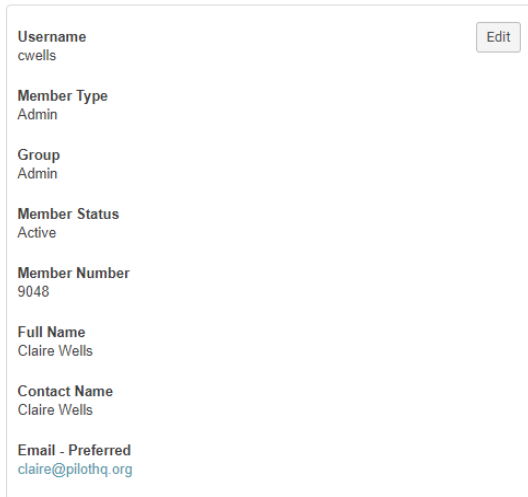 Username
Edit
cwells
Member Type
Admin
Group
Admin
Member Status
Active
Member Number
9048
Full Name
Claire Wells
Contact Name
Claire Wells
Email - Preferred
claire@pilothq.org